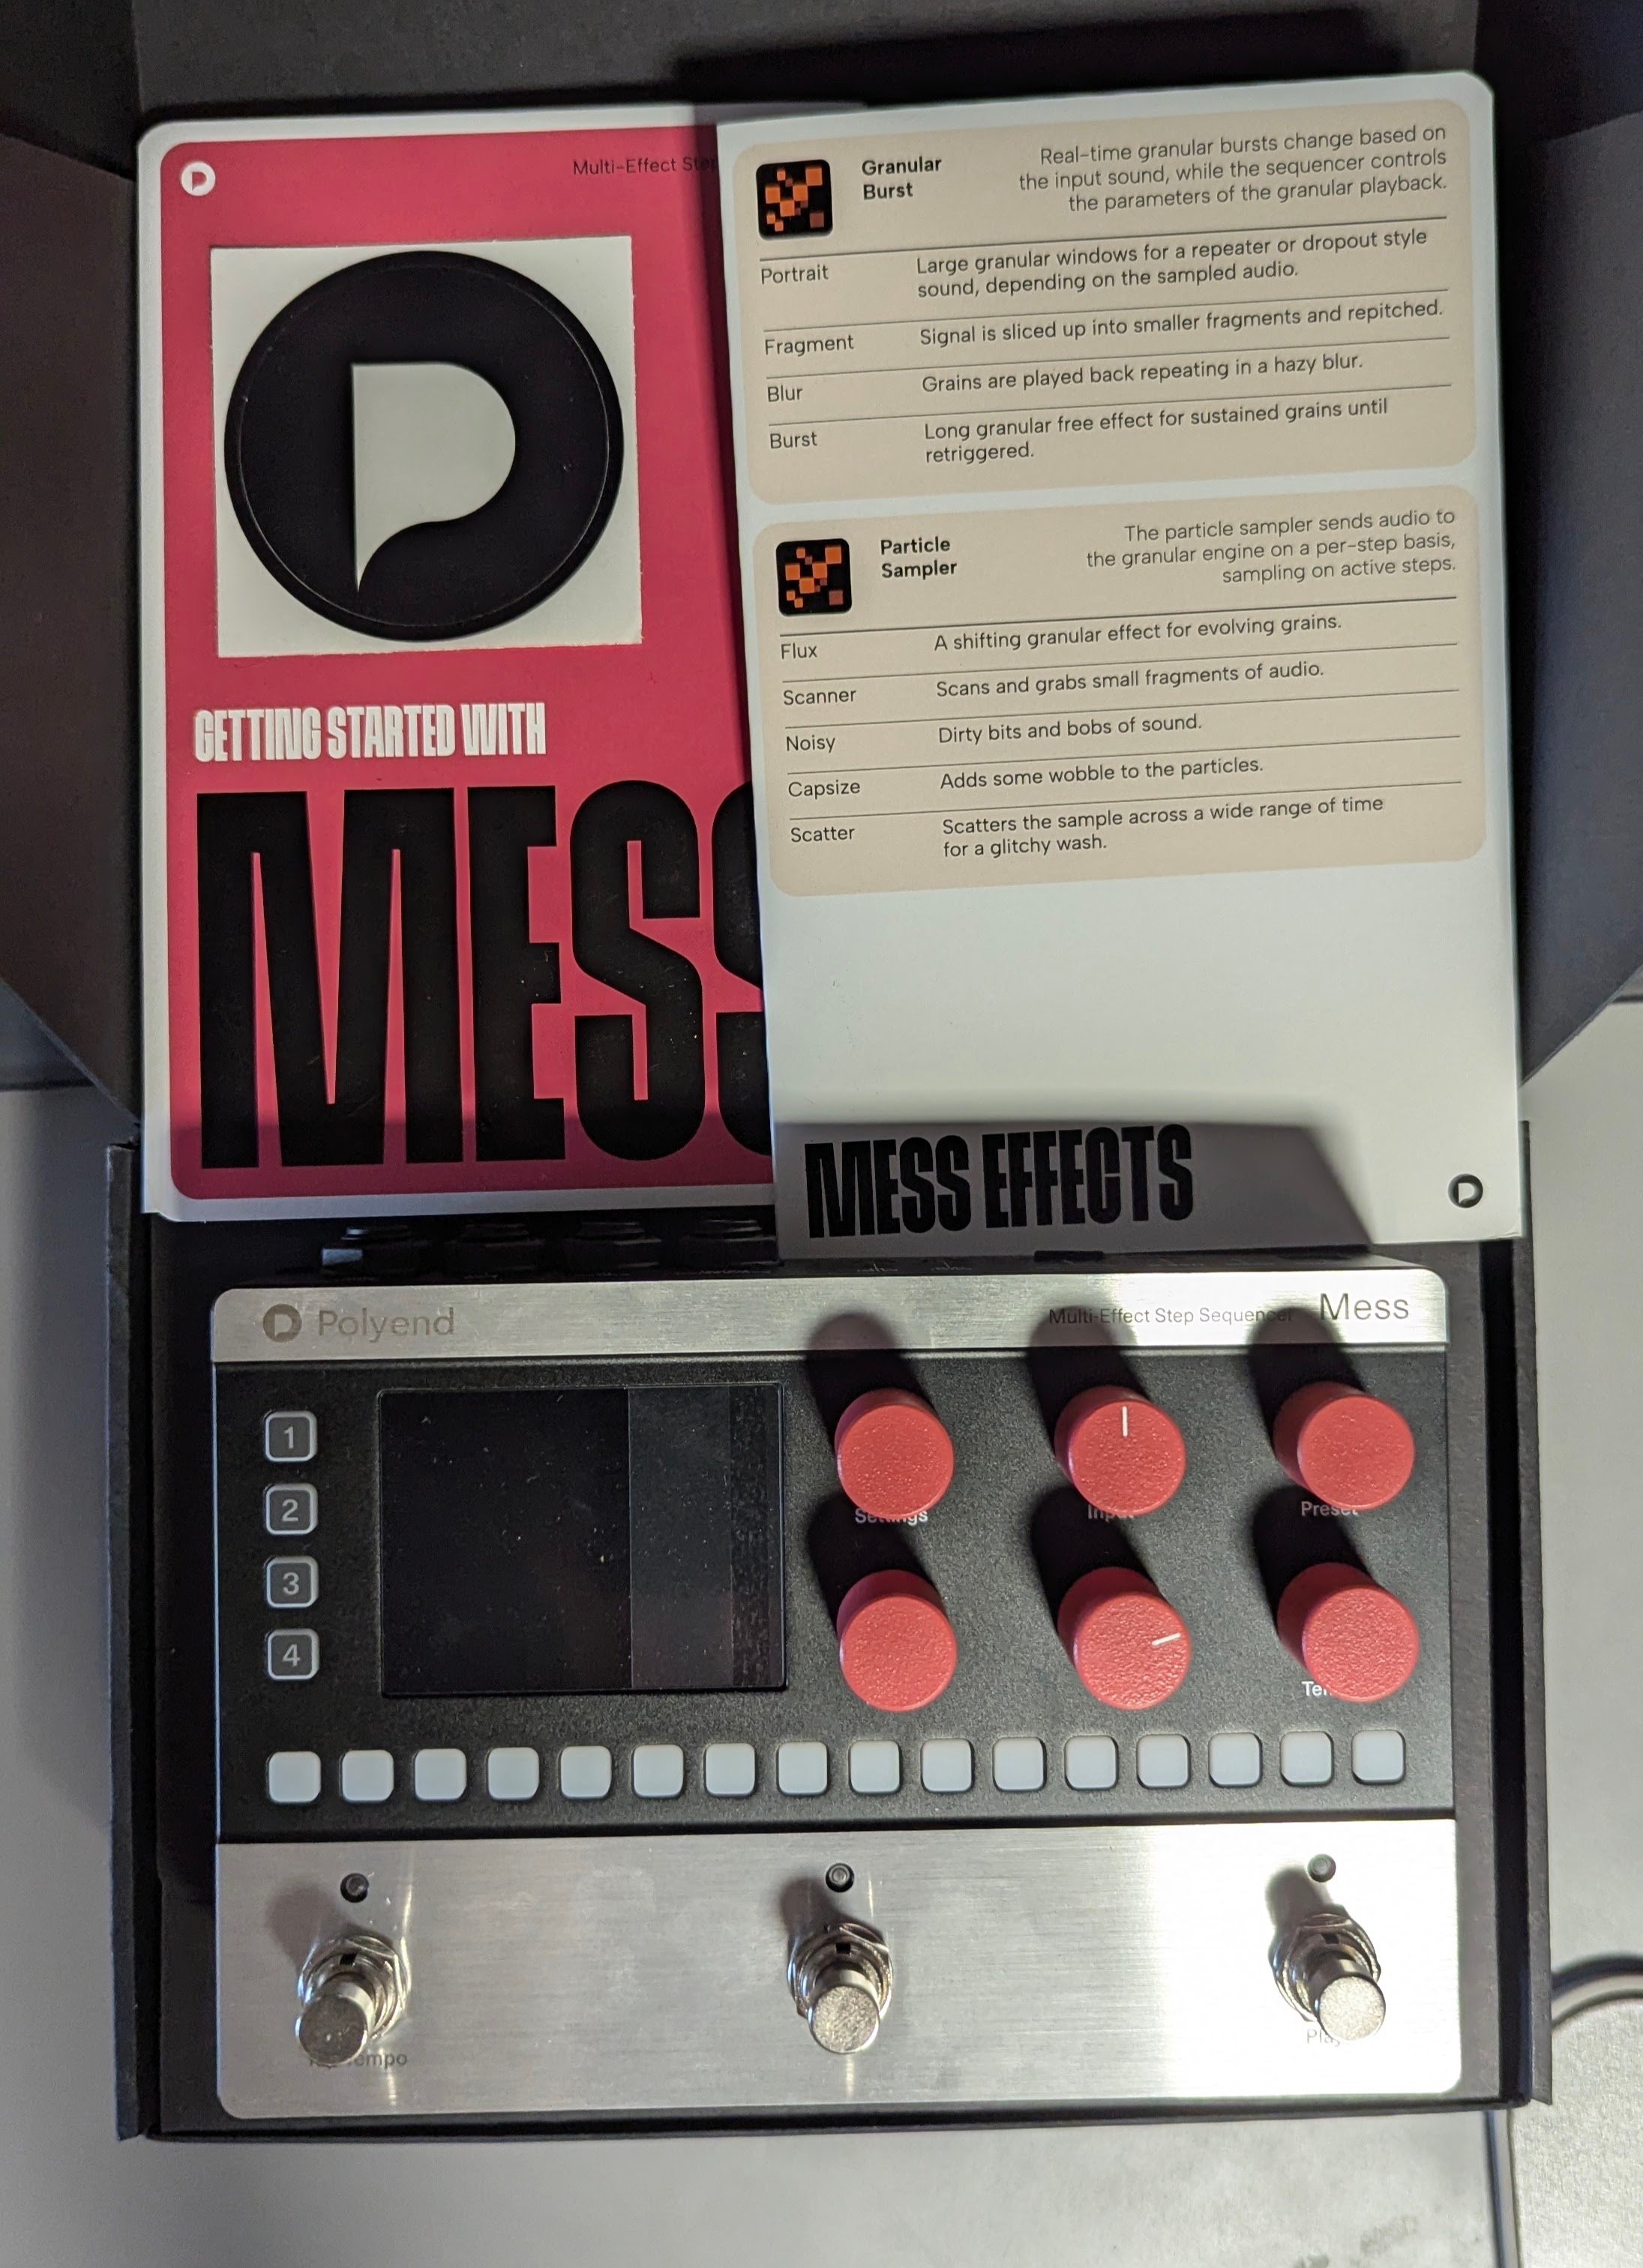 Multi-Effect
GETTING STARTED WITH
Granular
Burst
Real-time granular bursts change based on
the input sound, while the sequencer controls
the parameters of the granular playback.
Portrait
Large granular windows for a repeater or dropout style
sound, depending on the sampled audio.
Fragment
Signal is sliced up into smaller fragments and repitched.
Blur
Grains are played back repeating in a hazy blur.
Burst
Long granular free effect for sustained grains until
retriggered.
Particle
Sampler
The particle sampler sends audio to
the granular engine on a per-step basis,
sampling on active steps.
Flux
A shifting granular effect for evolving grains.
Scanner
Scans and grabs small fragments of audio.
Noisy
Dirty bits and bobs of sound.
Capsize
Adds some wobble to the particles.
Scatter
Scatters the sample across a wide range of time
for a glitchy wash.
MESS
MESS EFFECTS
Polyend
Multi-Effect Step Sequencer Mess
1
2
3
4
Settings
Input
Preset